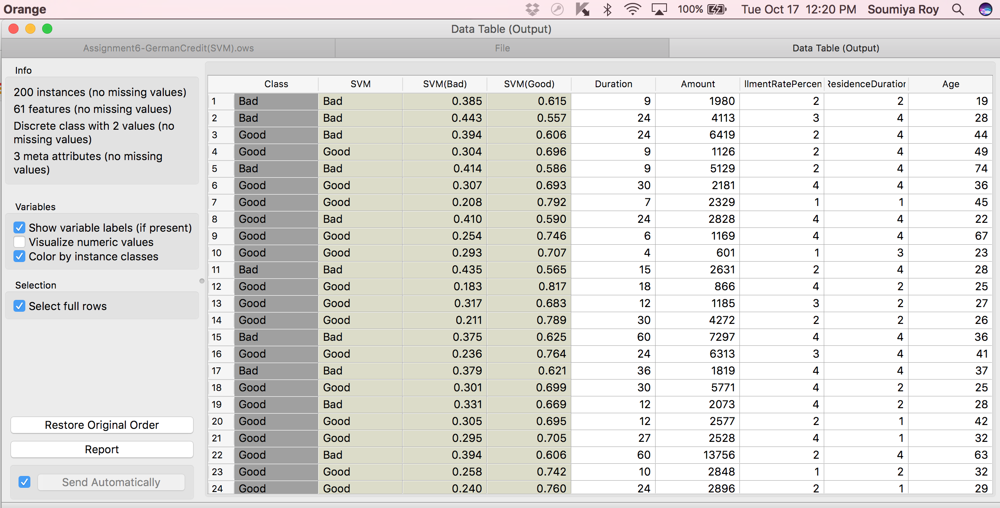 Orange 100% Tue Oct 17 12:20 PM Soumiya Roy
Data Table (Output)
Assignment6-GermanCredit(SVM).ows File Data Table (Output)
Info
200 instances (no missing values)
61 features (no missing values)
Discrete class with 2 values (no
missing values)
3 meta attributes (no missing
values)
Variables
Show variable labels (if present)
Visualize numeric values
Color by instance classes
Selection
Select full rows
Restore Original Order
Report
Send Automatically
Class SVM SVM(Bad) SVM(Good) Duration Amount llmentRatePercen ResidenceDuration Age
1 Bad Bad 0.385 0.615 9 1980 2 2 19
2 Bad Bad 0.443 0.557 24 4113 3 4 28
3 Good Bad 0.394 0.606 24 6419 2 4 44
4 Good Good 0.304 0.696 9 1126 2 4 49
5 Bad Bad 0.414 0.586 9 5129 2 4 74
6 Good Good 0.307 0.693 30 2181 4 4 36
7 Good Good 0.208 0.792 7 2329 1 1 45
8 Good Bad 0.410 0.590 24 2828 4 4 22
9 Good Good 0.254 0.746 6 1169 4 4 67
10 Good Good 0.293 0.707 4 601 1 3 23
11 Bad Bad 0.435 0.565 15 2631 2 4 28
12 Good Good 0.183 0.817 18 866 4 2 25
13 Good Good 0.317 0.683 12 1185 3 2 27
14 Good Good 0.211 0.789 30 4272 2 2 26
15 Bad Bad 0.375 0.625 60 7297 4 4 36
16 Good Good 0.236 0.764 24 6313 3 4 41
17 Bad Bad 0.379 0.621 36 1819 4 4 37
18 Good Good 0.301 0.699 30 5771 4 2 25
19 Good Bad 0.331 0.669 12 2073 4 2 28
20 Good Good 0.305 0.695 12 2577 2 1 42
21 Good Good 0.295 0.705 27 2528 4 1 32
22 Good Bad 0.394 0.606 60 13756 2 4 63
23 Good Good 0.258 0.742 10 2848 1 2 32
24 Good Good 0.240 0.760 24 2896 2 1 29